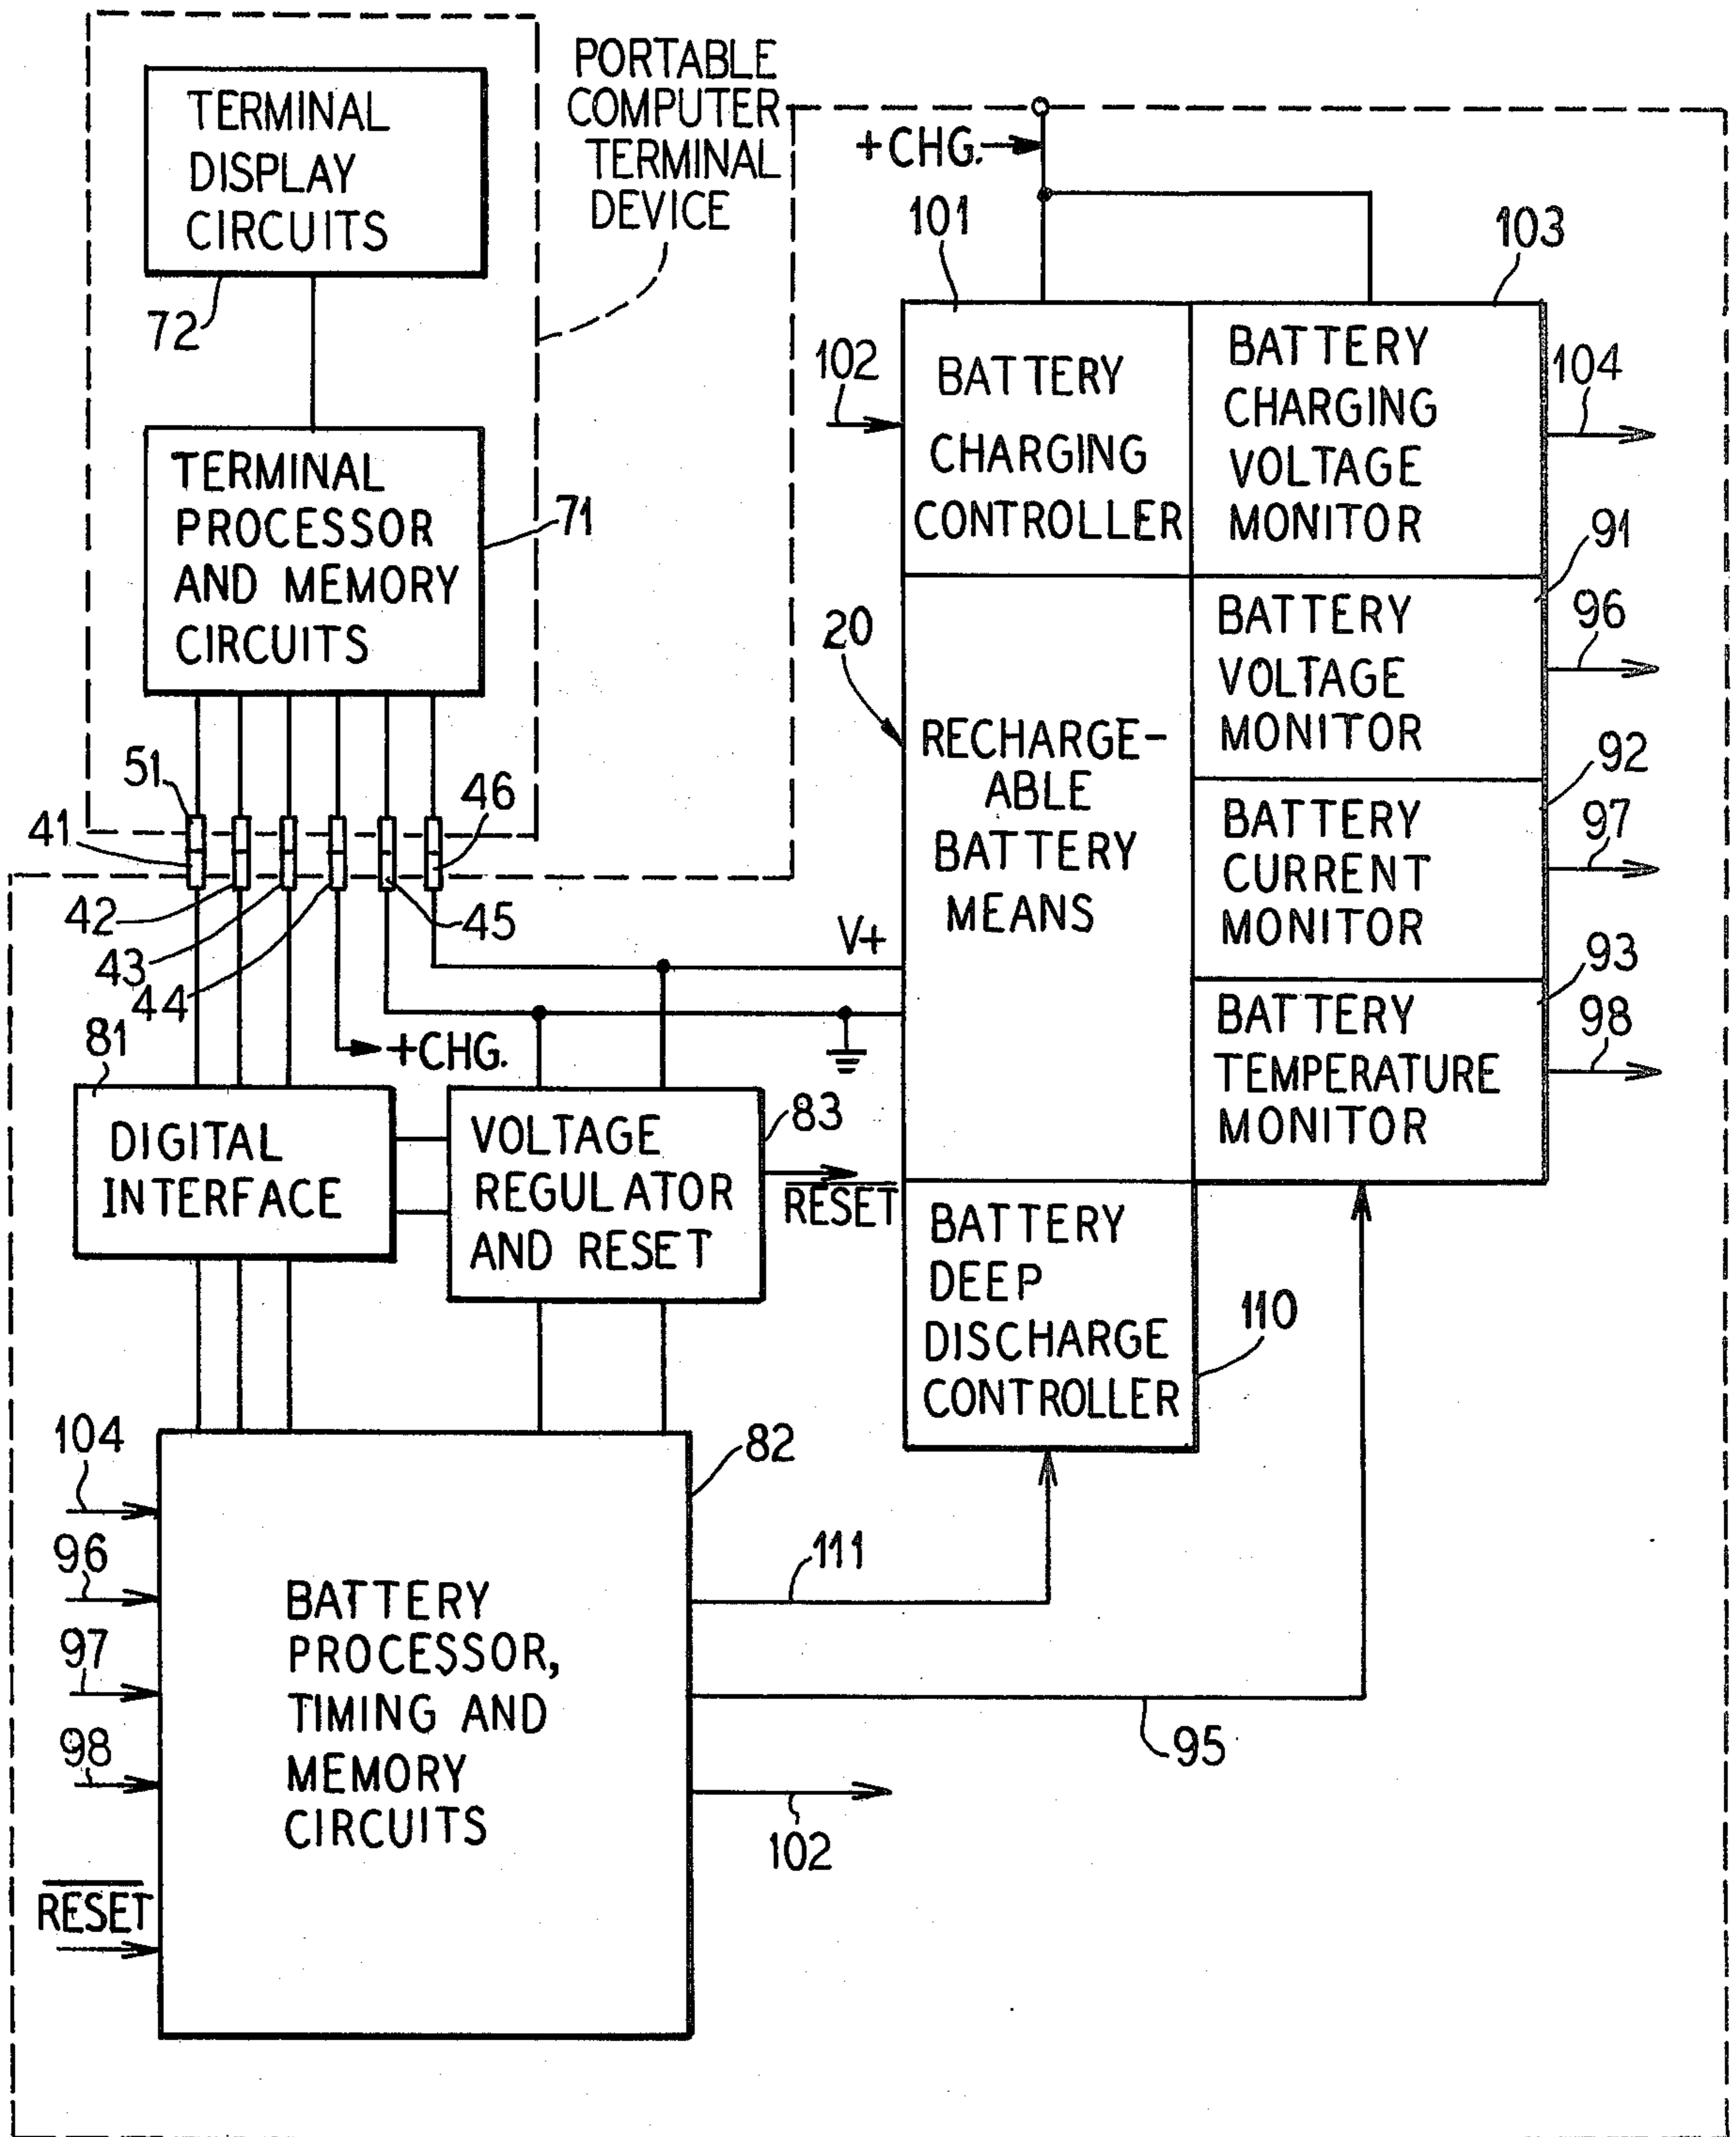 TERMINAL
DISPLAY
CIRCUITS
72
PORTABLE
COMPUTER
TERMINAL
DEVICE
TERMINAL
PROCESSOR
AND MEMORY
CIRCUITS
71
51
41
42
43
44
45
46
+CHG.
81
DIGITAL
INTERFACE
VOLTAGE
REGULATOR
AND RESET
83
RESET
V+
+CHG.
101
102
BATTERY
CHARGING
CONTROLLER
103
BATTERY
CHARGING
VOLTAGE
MONITOR
104
20
RECHARGE-
ABLE
BATTERY
MEANS
91
BATTERY
VOLTAGE
MONITOR
96
92
BATTERY
CURRENT
MONITOR
97
93
BATTERY
TEMPERATURE
MONITOR
98
BATTERY
DEEP
DISCHARGE
CONTROLLER
110
104
96
97
98
RESET
BATTERY
PROCESSOR,
TIMING AND
MEMORY
CIRCUITS
82
111
95
102